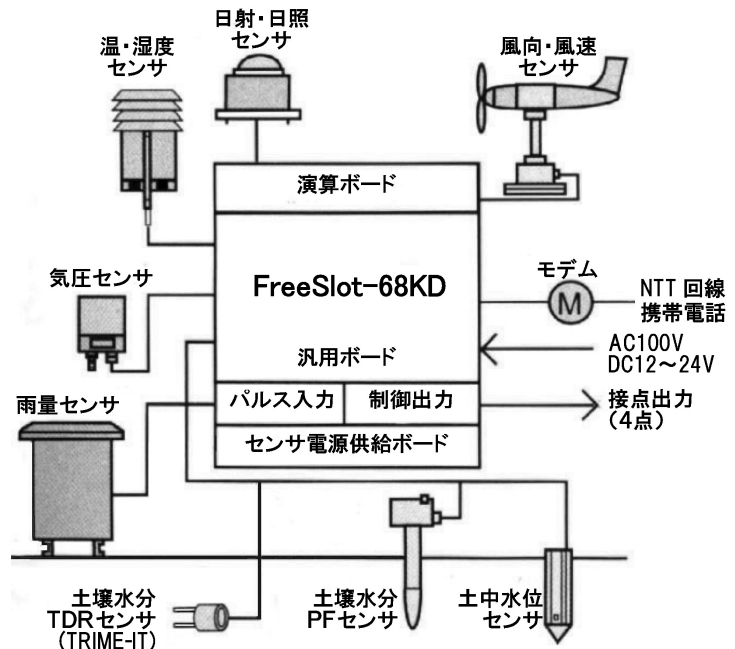 日射・日照
センサ
温・湿度
センサ
風向・風速
センサ
演算ボード
気圧センサ
FreeSlot-68KD
モデム
M
NTT 回線
携帯電話
AC100V
DC12～24V
汎用ボード
雨量センサ
パルス入力
制御出力
接点出力
（4点）
センサ電源供給ボード
土壌水分
TDRセンサ
(TRIME-IT)
土壌水分
PFセンサ
土中水位
センサ